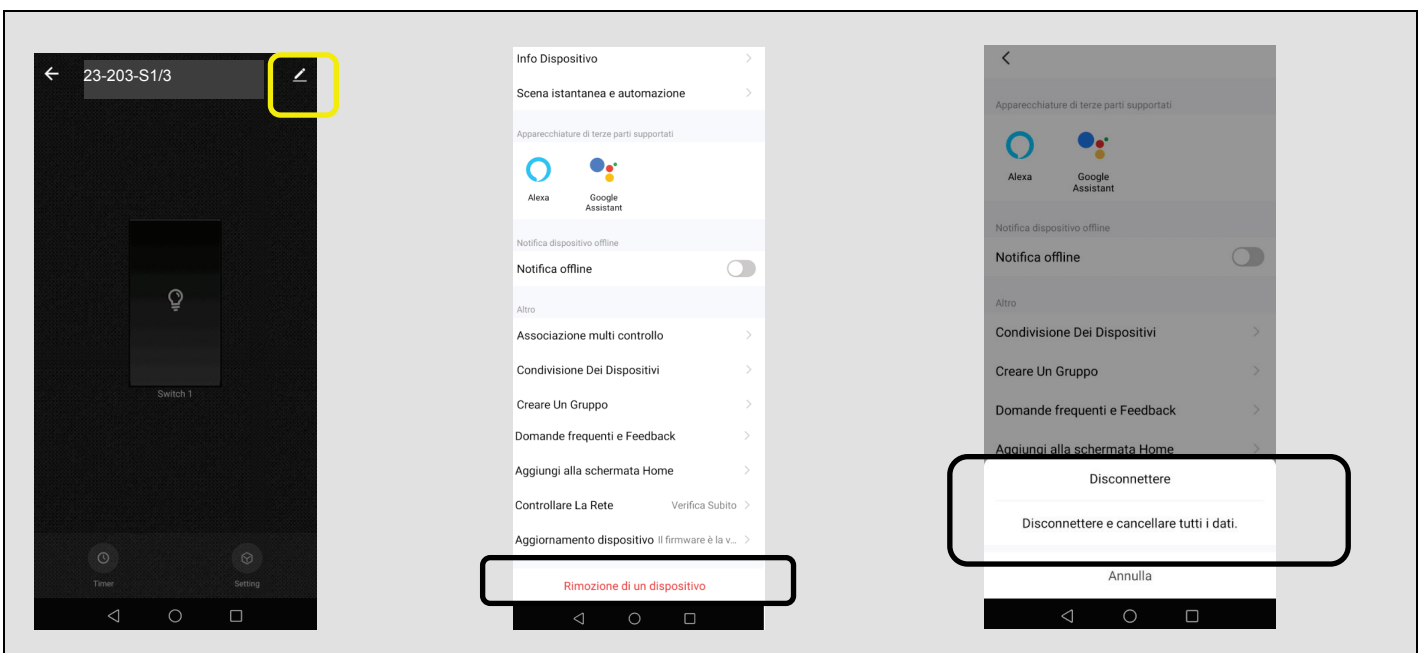 23-203-S1/3
Switch 1
Timer
Setting
Info Dispositivo
Scena istantanea e automazione
Apparecchiature di terze parti supportati
Alexa
Google
Assistant
Notifica dispositivo offline
Notifica offline
Altro
Associazione multi controllo
Condivisione Dei Dispositivi
Creare Un Gruppo
Domande frequenti e Feedback
Aggiungi alla schermata Home
Controllare La Rete Verifica Subito
Aggiornamento dispositivo Il firmware è la v...
Rimozione di un dispositivo
Apparecchiature di terze parti supportati
Alexa
Google
Assistant
Notifica dispositivo offline
Notifica offline
Altro
Condivisione Dei Dispositivi
Creare Un Gruppo
Domande frequenti e Feedback
Aggiungi alla schermata Home
Disconnettere
Disconnettere e cancellare tutti i dati.
Annulla